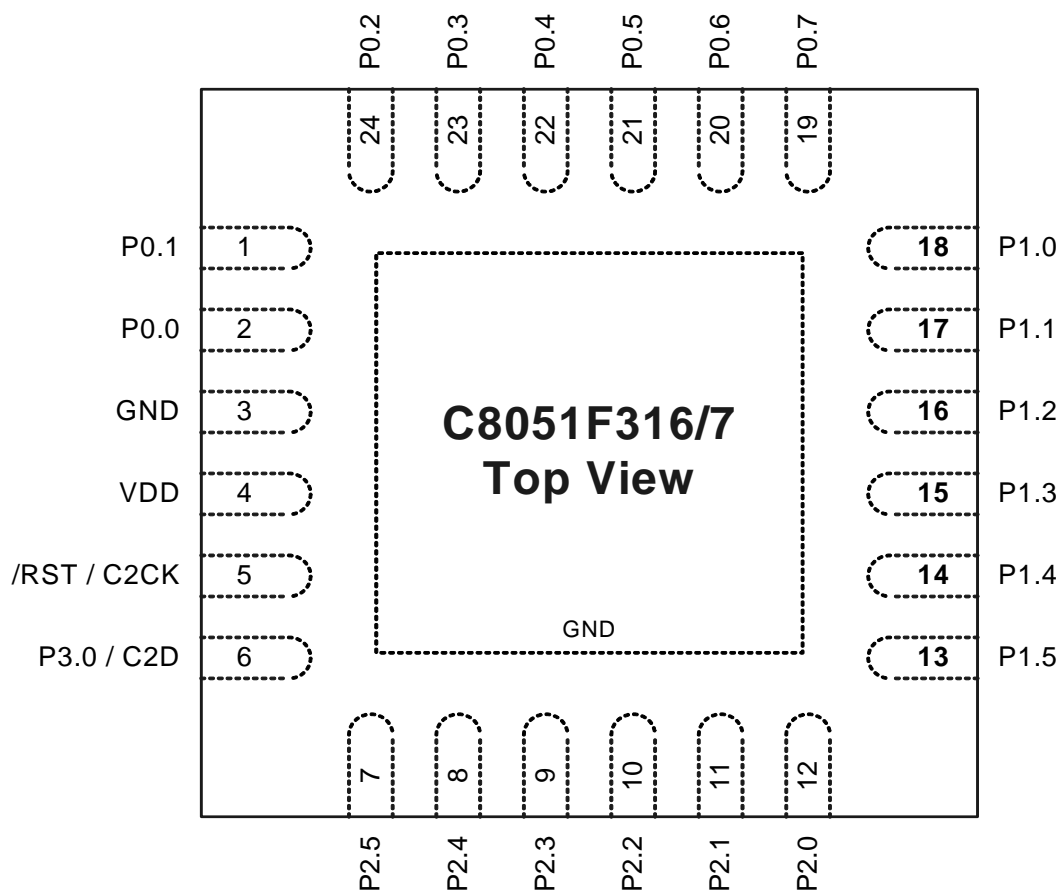 P0.2 P0.3 P0.4 P0.5 P0.6 P0.7
24 23 22 21 20 19
P0.1 1 18 P1.0
P0.0 2 17 P1.1
GND 3 16 P1.2
C8051F316/7
Top View
VDD 4 15 P1.3
/RST / C2CK 5 14 P1.4
GND
P3.0 / C2D 6 13 P1.5
7 8 9 10 11 12
P2.5 P2.4 P2.3 P2.2 P2.1 P2.0